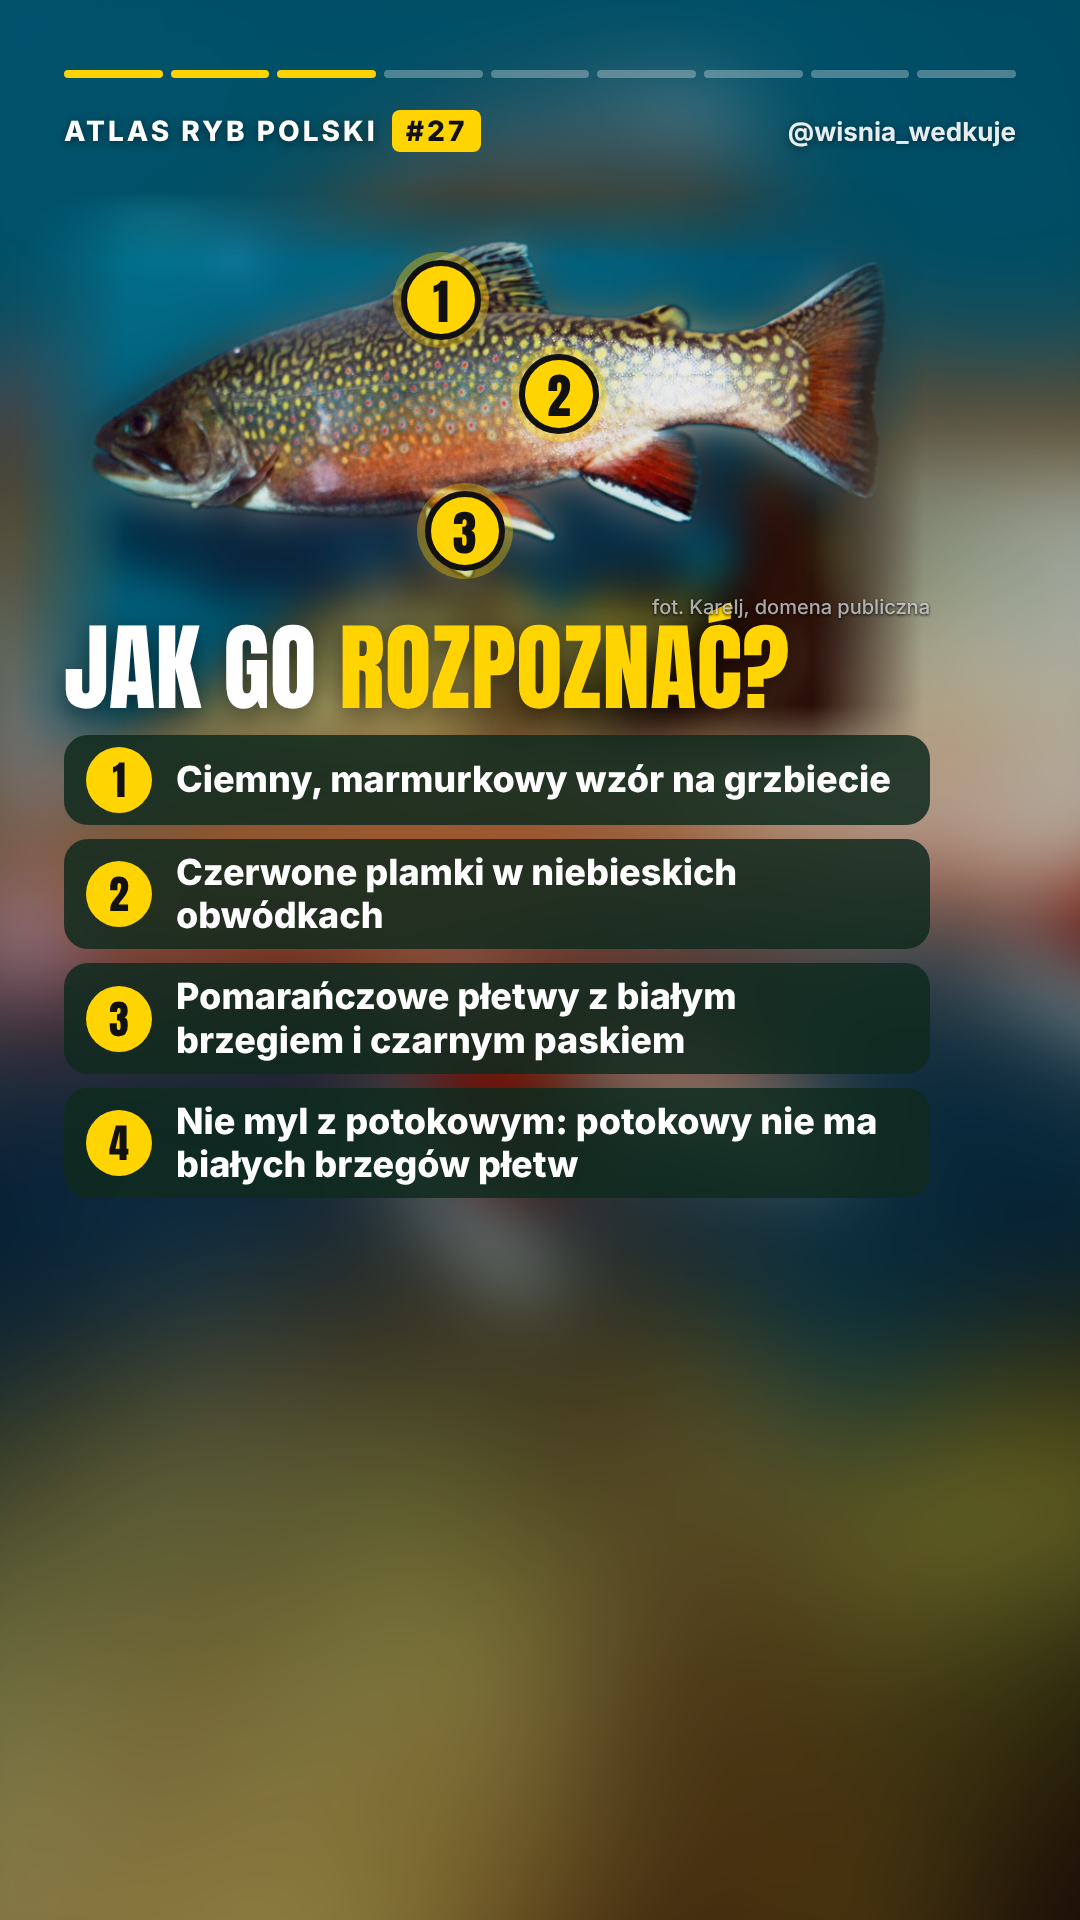 ATLAS RYB POLSKI #27
@wisnia_wedkuje
1
2
3
fot. Karelj, domena publiczna
JAK GO ROZPOZNAĆ?
1 Ciemny, marmurkowy wzór na grzbiecie
2 Czerwone plamki w niebieskich
obwódkach
3 Pomarańczowe płetwy z białym
brzegiem i czarnym paskiem
4 Nie myl z potokowym: potokowy nie ma
białych brzegów płetw